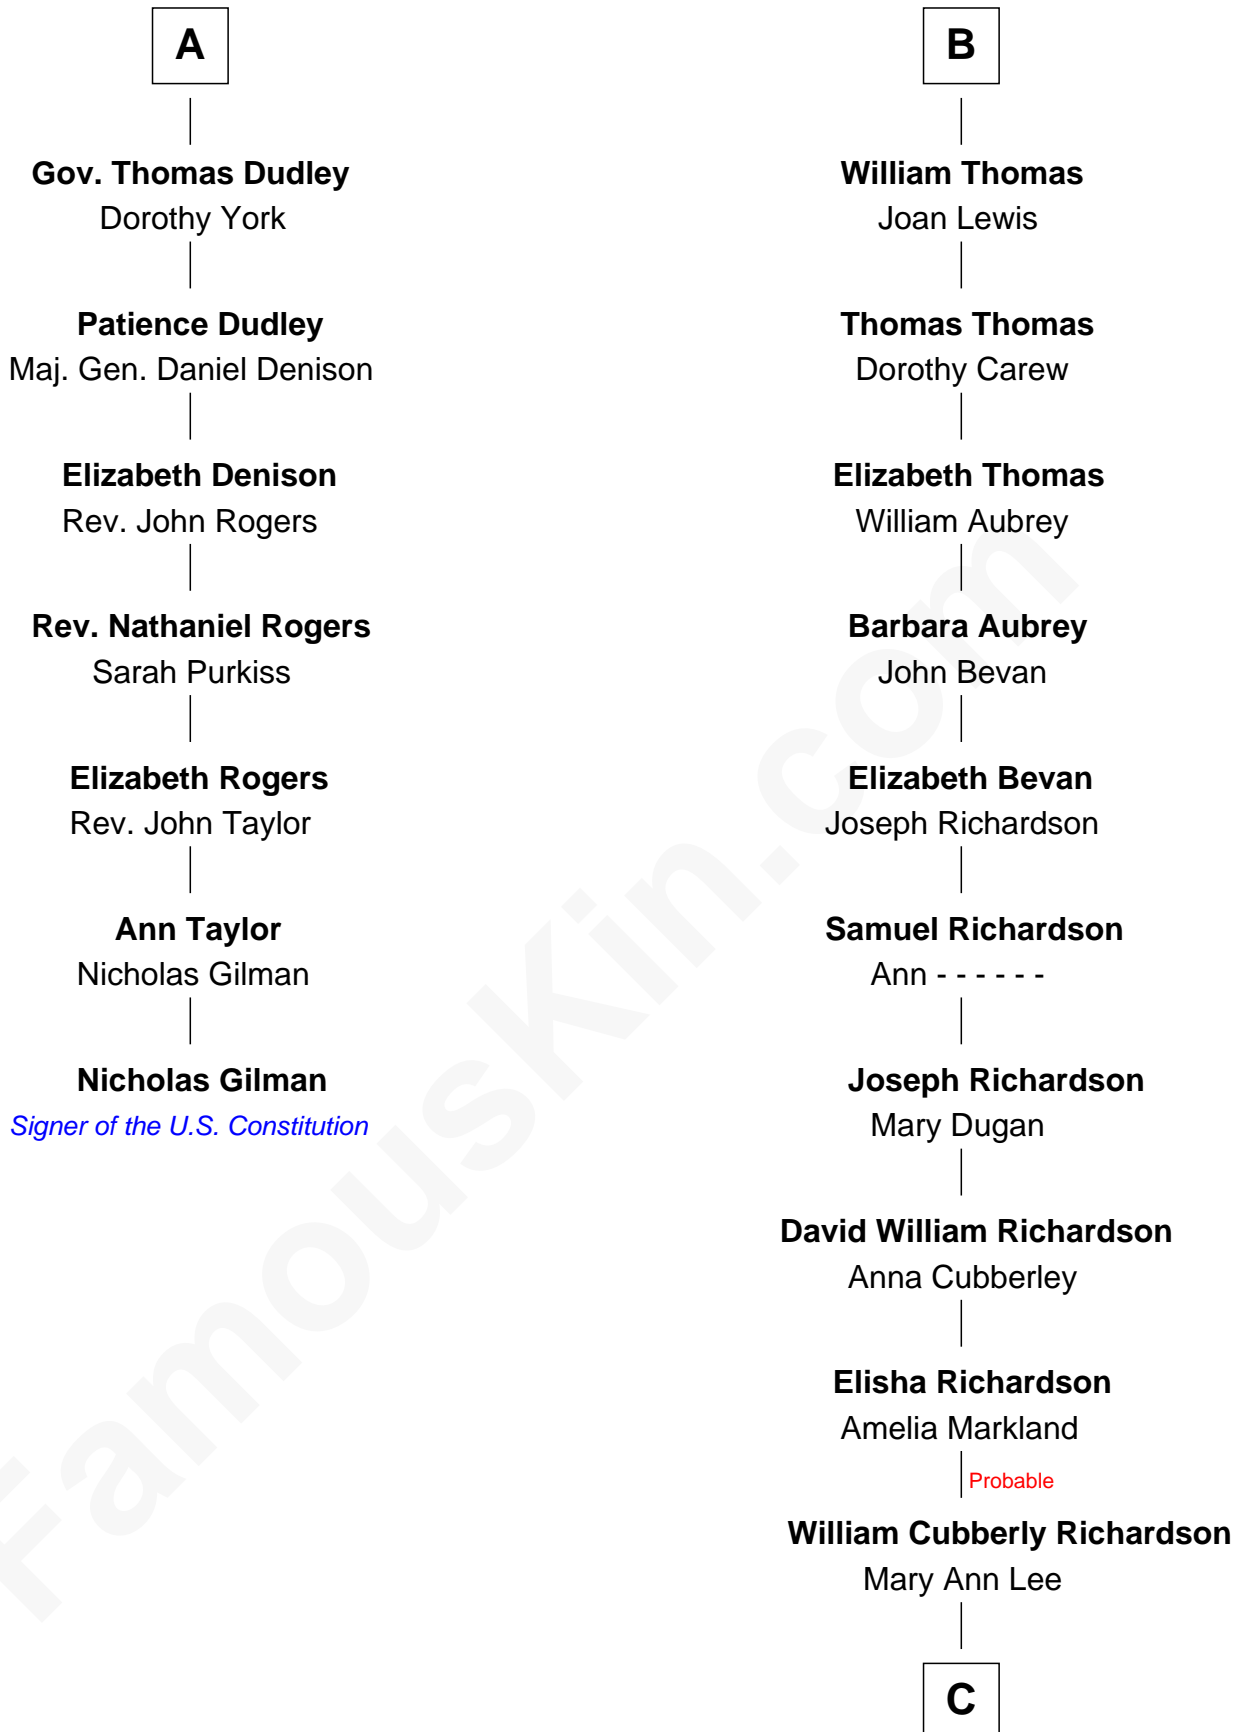 A
Gov. Thomas Dudley
Dorothy York
Patience Dudley
Maj. Gen. Daniel Denison
Elizabeth Denison
Rev. John Rogers
Rev. Nathaniel Rogers
Sarah Purkiss
Elizabeth Rogers
Rev. John Taylor
Ann Taylor
Nicholas Gilman
Nicholas Gilman
Signer of the U.S. Constitution
B
William Thomas
Joan Lewis
Thomas Thomas
Dorothy Carew
Elizabeth Thomas
William Aubrey
Barbara Aubrey
John Bevan
Elizabeth Bevan
Joseph Richardson
Samuel Richardson
Ann - - - - - -
Joseph Richardson
Mary Dugan
David William Richardson
Anna Cubberley
Elisha Richardson
Amelia Markland
Probable
William Cubberly Richardson
Mary Ann Lee
C
FamousKin.com